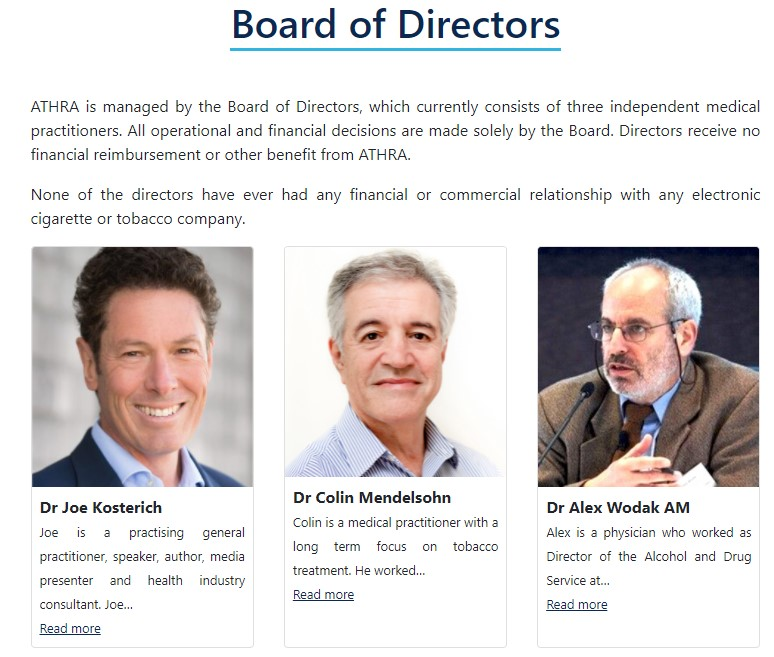 Board of Directors
ATHRA is managed by the Board of Directors, which currently consists of three independent medical
practitioners. All operational and financial decisions are made solely by the Board. Directors receive no
financial reimbursement or other benefit from ATHRA.
None of the directors have ever had any financial or commercial relationship with any electronic
cigarette or tobacco company.
Dr Joe Kosterich
Joe is a practising general
practitioner, speaker, author, media
presenter and health industry
consultant. Joe...
Read more
Dr Colin Mendelsohn
Colin is a medical practitioner with a
long term focus on tobacco
treatment. He worked...
Read more
Dr Alex Wodak AM
Alex is a physician who worked as
Director of the Alcohol and Drug
Service at...
Read more